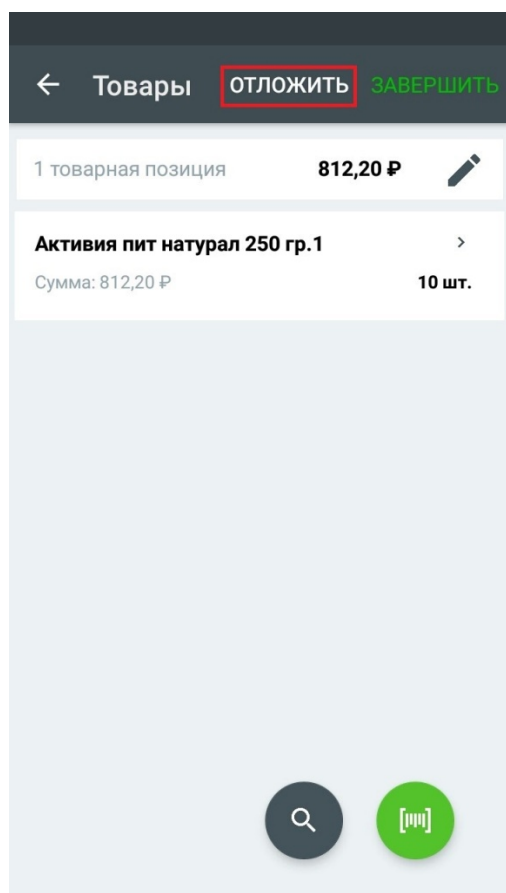 Товары ОТЛОЖИТЬ ЗАВЕРШИТЬ
1 товарная позиция 812,20 ₽
Активия пит натурал 250 гр.1
Сумма: 812,20 ₽ 10 шт.